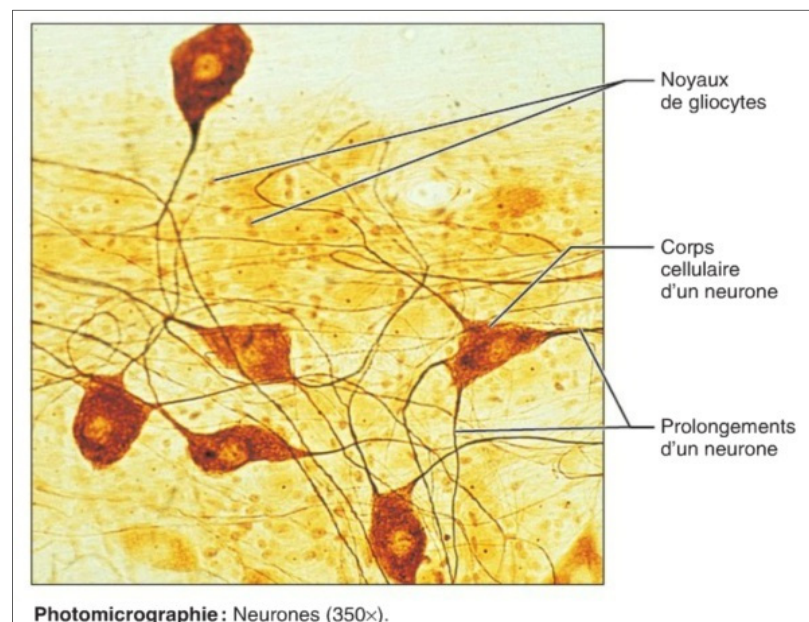 Noyaux
de gliocytes
Corps
cellulaire
d'un neurone
Prolongements
d'un neurone
Photomicrographie : Neurones (350×).